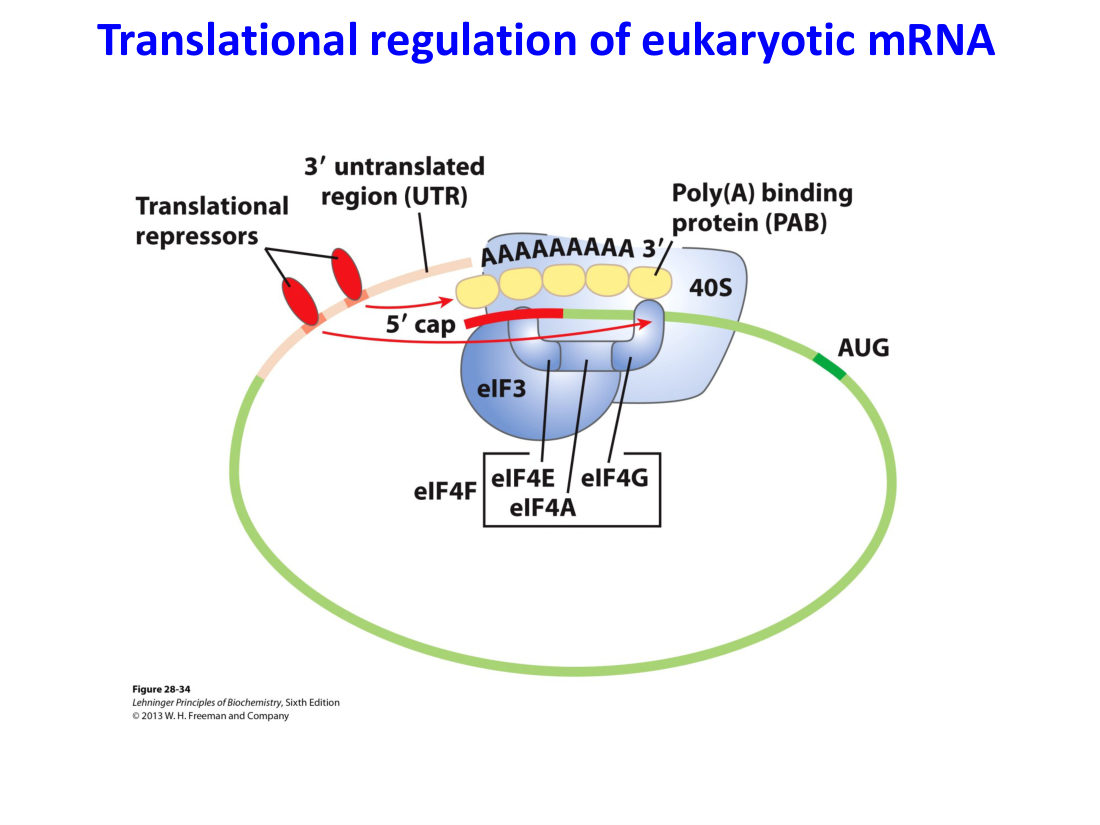 Translational regulation of eukaryotic mRNA
3′ untranslated
region (UTR)
Translational
repressors
Poly(A) binding
protein (PAB)
AAAAAAAAA 3′
40S
5′ cap
AUG
eIF3
eIF4F
eIF4E
eIF4G
eIF4A
Figure 28-34
Lehninger Principles of Biochemistry, Sixth Edition
© 2013 W. H. Freeman and Company